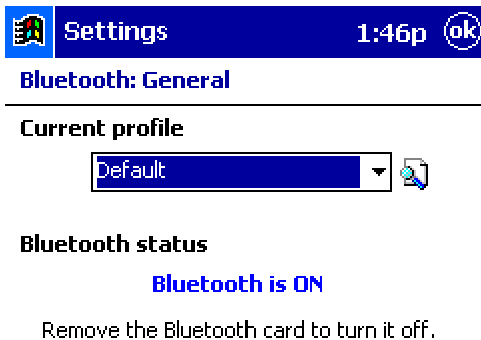 Settings 1:46p ok
Bluetooth: General
Current profile
Default
Bluetooth status
Bluetooth is ON
Remove the Bluetooth card to turn it off.